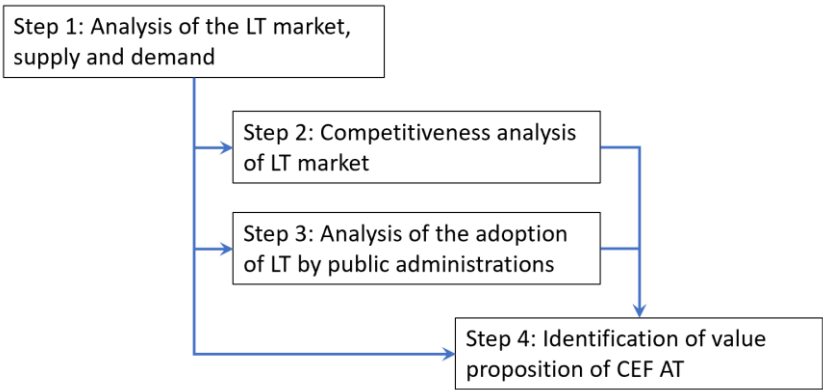 Step 1: Analysis of the LT market,
supply and demand
Step 2: Competitiveness analysis
of LT market
Step 3: Analysis of the adoption
of LT by public administrations
Step 4: Identification of value
proposition of CEF AT